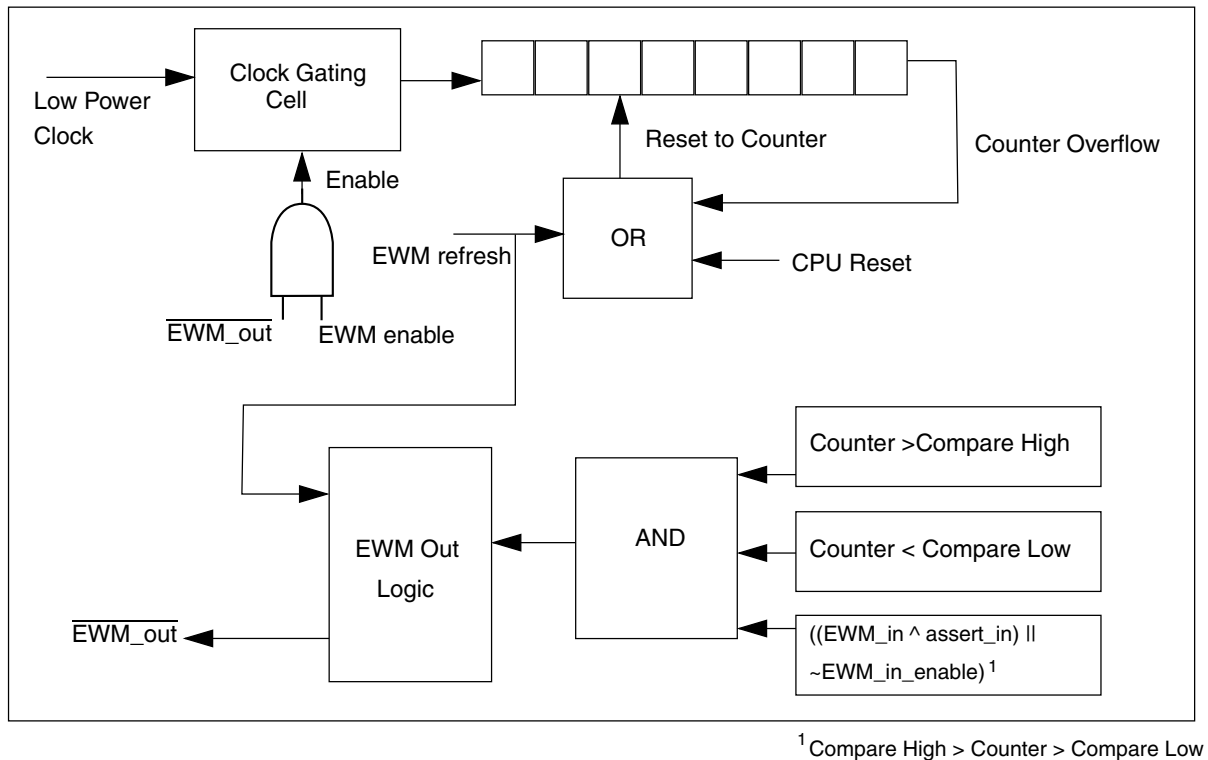 Low Power
Clock
Clock Gating
Cell
Enable
EWM_out
EWM enable
Reset to Counter
Counter Overflow
EWM refresh
OR
CPU Reset
EWM Out
Logic
EWM_out
AND
Counter >Compare High
Counter < Compare Low
((EWM_in ^ assert_in) ||
~EWM_in_enable)¹
¹Compare High > Counter > Compare Low